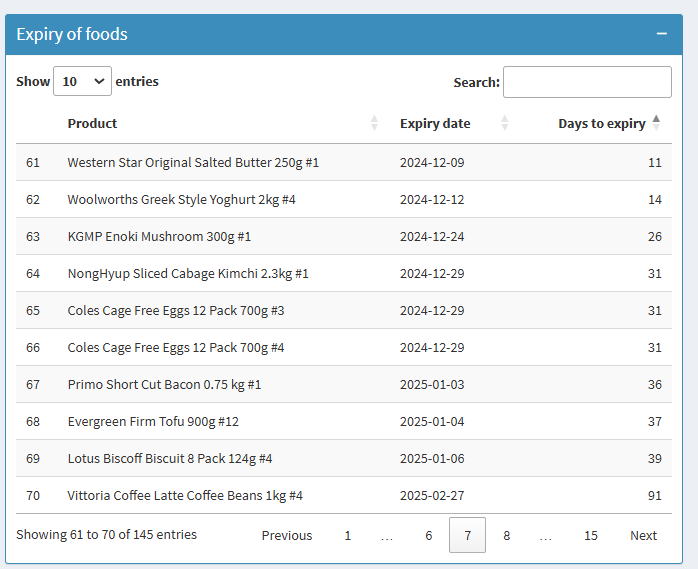 Expiry of foods
Show 10 entries Search:
Product Expiry date Days to expiry
61 Western Star Original Salted Butter 250g #1 2024-12-09 11
62 Woolworths Greek Style Yoghurt 2kg #4 2024-12-12 14
63 KGMP Enoki Mushroom 300g #1 2024-12-24 26
64 NongHyup Sliced Cabage Kimchi 2.3kg #1 2024-12-29 31
65 Coles Cage Free Eggs 12 Pack 700g #3 2024-12-29 31
66 Coles Cage Free Eggs 12 Pack 700g #4 2024-12-29 31
67 Primo Short Cut Bacon 0.75 kg #1 2025-01-03 36
68 Evergreen Firm Tofu 900g #12 2025-01-04 37
69 Lotus Biscoff Biscuit 8 Pack 124g #4 2025-01-06 39
70 Vittoria Coffee Latte Coffee Beans 1kg #4 2025-02-27 91
Showing 61 to 70 of 145 entries Previous 1 … 6 7 8 … 15 Next